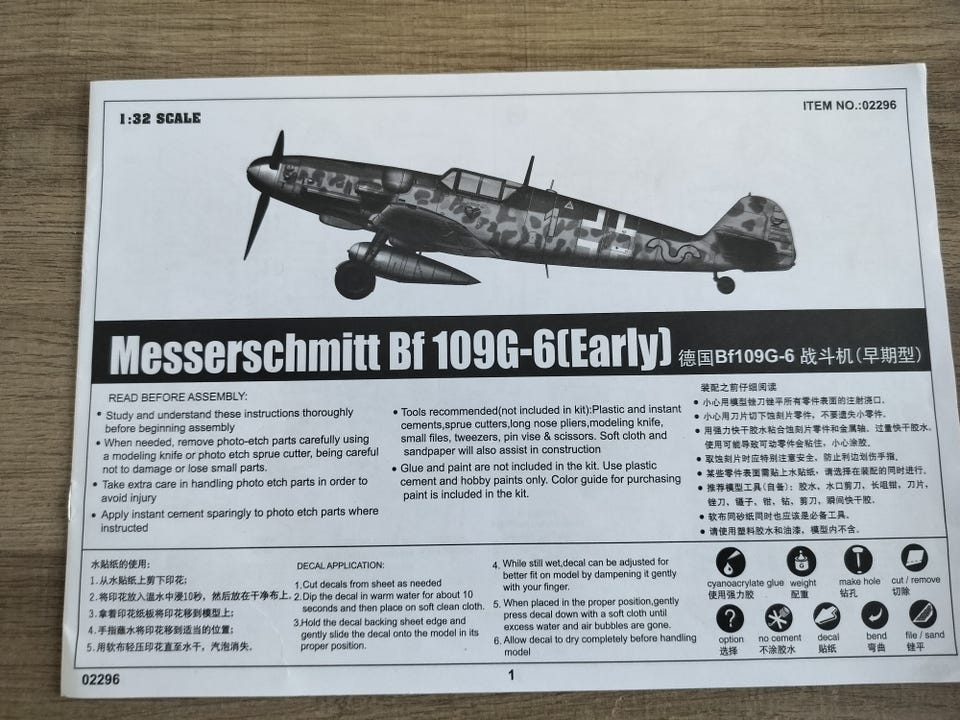 1:32 SCALE
ITEM NO.:02296
1
Messerschmitt Bf 109G-6(Early) 德国Bf109G-6 战斗机(早期型)
READ BEFORE ASSEMBLY:
• Study and understand these instructions thoroughly
before beginning assembly
• When needed, remove photo-etch parts carefully using
a modeling knife or photo etch sprue cutter, being careful
not to damage or lose small parts.
• Take extra care in handling photo etch parts in order to
avoid injury
• Apply instant cement sparingly to photo etch parts where
instructed
• Tools recommended(not included in kit):Plastic and instant
cements,sprue cutters,long nose pliers,modeling knife,
small files, tweezers, pin vise & scissors. Soft cloth and
sandpaper will also assist in construction
• Glue and paint are not included in the kit. Use plastic
cement and hobby paints only. Color guide for purchasing
paint is included in the kit.
装配之前仔细阅读
• 小心用模型锉刀锉平所有零件表面的注射浇口.
• 小心用刀片切下蚀刻片零件, 不要遗失小零件.
• 用强力快干胶水粘合蚀刻片零件和金属轴. 过量快干胶水,
使用可能导致可动零件会粘住, 小心涂胶.
• 取蚀刻片时应特别注意安全, 防止利边划伤手指.
• 某些零件表面需贴上水贴纸, 请选择在装配的同时进行.
• 推荐模型工具(自备): 胶水, 水口剪刀, 长咀钳, 刀片,
锉刀, 镊子, 钳, 钻, 剪刀, 瞬间快干胶.
• 软布同砂纸同时也应该是必备工具.
• 请使用塑料胶水和油漆, 模型内不含.
水贴纸的使用:
1.从水贴纸上剪下印花;
2.将印花放入温水中浸10秒, 然后放在干净布上.
3.拿着印花纸板将印花移到模型上;
4.手指蘸水将印花移到适当的位置;
5.用软布轻压印花直至水干, 汽泡消失.
DECAL APPLICATION:
1.Cut decals from sheet as needed
2.Dip the decal in warm water for about 10
seconds and then place on soft clean cloth.
3.Hold the decal backing sheet edge and
gently slide the decal onto the model in its
proper position.
4. While still wet,decal can be adjusted for
better fit on model by dampening it gently
with your finger.
5. When placed in the proper position,gently
press decal down with a soft cloth until
excess water and air bubbles are gone.
6. Allow decal to dry completely before handling
model
G
cyanoacrylate glue weight make hole cut / remove
使用强力胶 配重 钻孔 切除
?
option no cement decal bend file / sand
选择 不涂胶水 贴纸 弯曲 锉平
02296
1